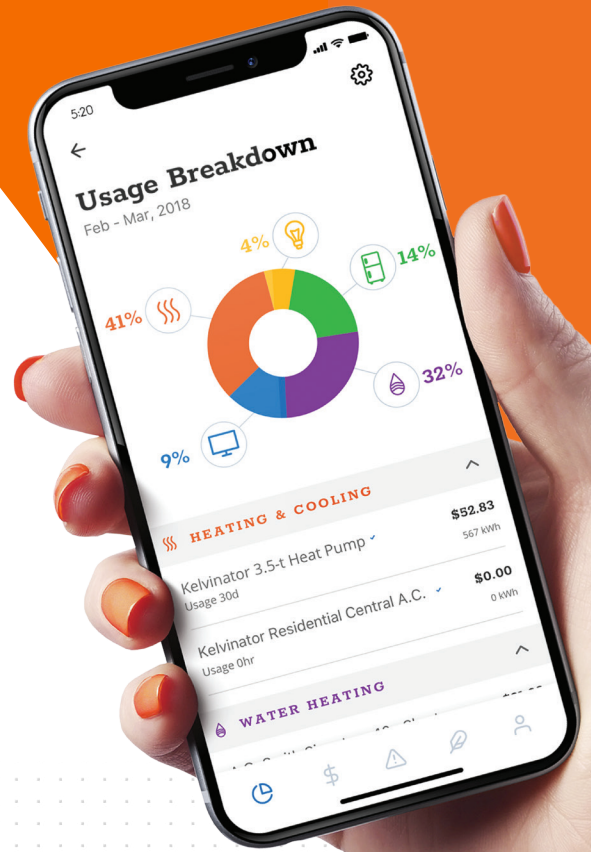 5:20
Usage Breakdown
Feb - Mar, 2018
4%
14%
41%
32%
9%
HEATING & COOLING
Kelvinator 3.5-t Heat Pump
$52.83
Usage 30d
567 kWh
Kelvinator Residential Central A.C.
$0.00
Usage 0hr
0 kWh
WATER HEATING